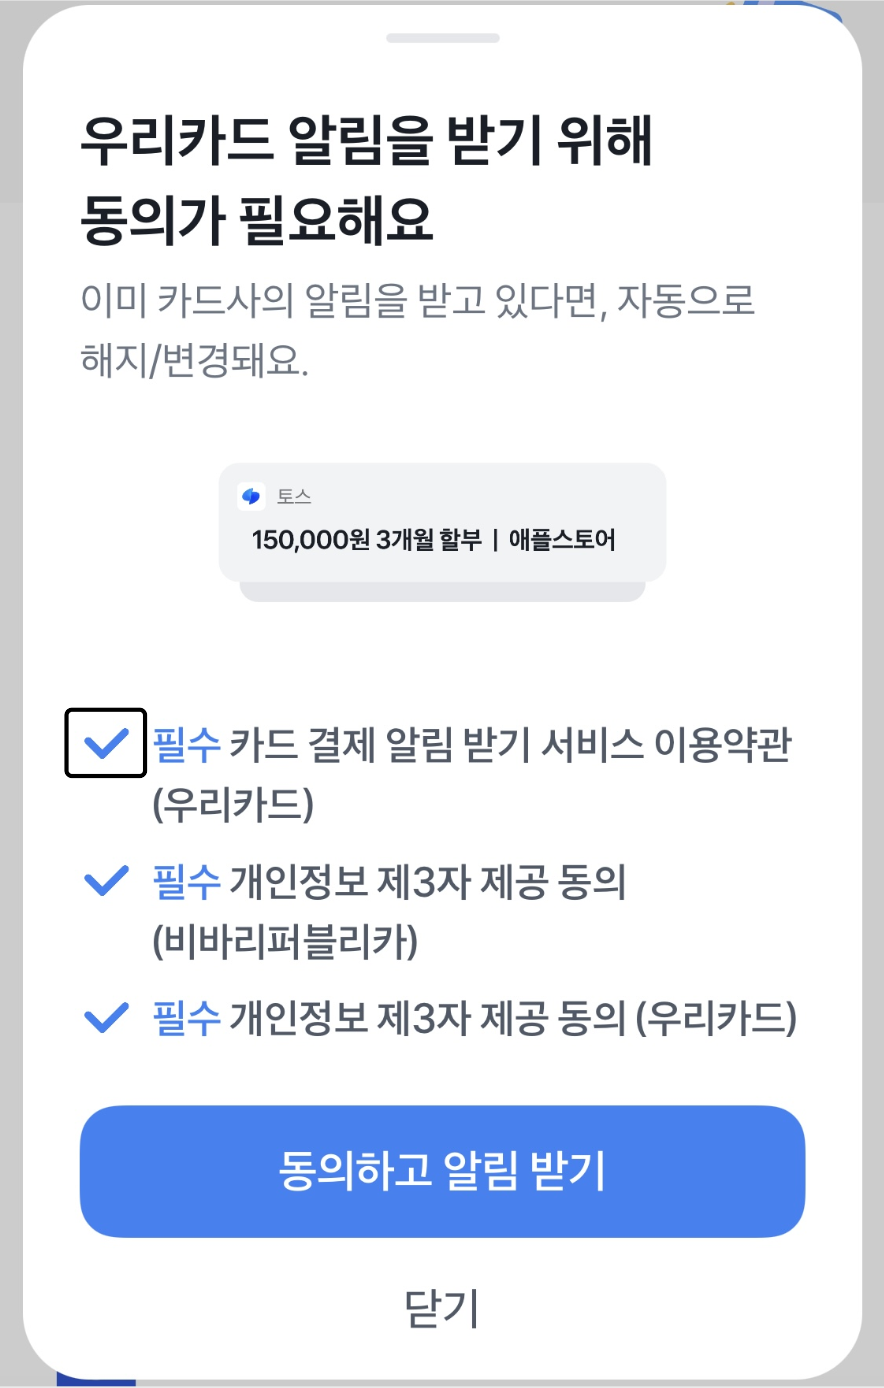 우리카드 알림을 받기 위해
동의가 필요해요
이미 카드사의 알림을 받고 있다면, 자동으로
해지/변경돼요.
토스
150,000원 3개월 할부 | 애플스토어
필수 카드 결제 알림 받기 서비스 이용약관
(우리카드)
필수 개인정보 제3자 제공 동의
(비바리퍼블리카)
필수 개인정보 제3자 제공 동의 (우리카드)
동의하고 알림 받기
닫기